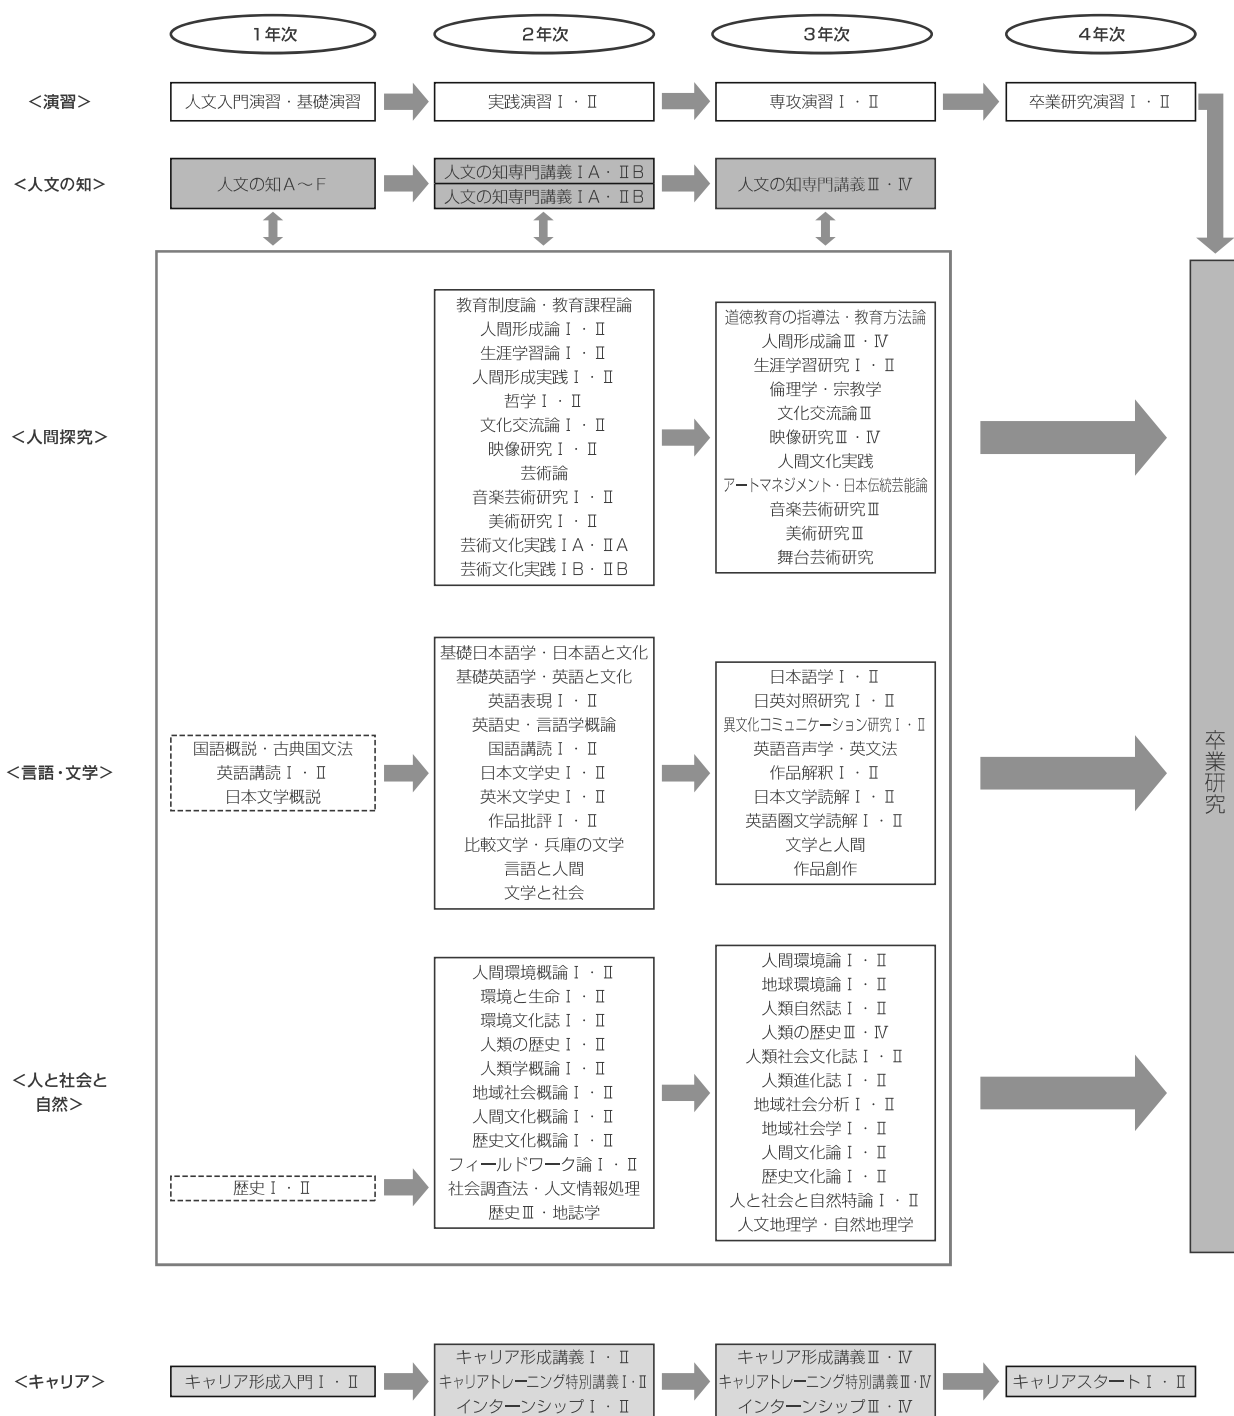 1年次
2年次
3年次
4年次
＜演習＞
人文入門演習・基礎演習
実践演習Ⅰ・Ⅱ
専攻演習Ⅰ・Ⅱ
卒業研究演習Ⅰ・Ⅱ
＜人文の知＞
人文の知A～F
人文の知専門講義ⅠA・ⅡB
人文の知専門講義ⅠA・ⅡB
人文の知専門講義Ⅲ・Ⅳ
＜人間探究＞
教育制度論・教育課程論
人間形成論Ⅰ・Ⅱ
生涯学習論Ⅰ・Ⅱ
人間形成実践Ⅰ・Ⅱ
哲学Ⅰ・Ⅱ
文化交流論Ⅰ・Ⅱ
映像研究Ⅰ・Ⅱ
芸術論
音楽芸術研究Ⅰ・Ⅱ
美術研究Ⅰ・Ⅱ
芸術文化実践ⅠA・ⅡA
芸術文化実践ⅠB・ⅡB
道徳教育の指導法・教育方法論
人間形成論Ⅲ・Ⅳ
生涯学習研究Ⅰ・Ⅱ
倫理学・宗教学
文化交流論Ⅲ
映像研究Ⅲ・Ⅳ
人間文化実践
アートマネジメント・日本伝統芸能論
音楽芸術研究Ⅲ
美術研究Ⅲ
舞台芸術研究
＜言語・文学＞
国語概説・古典国文法
英語講読Ⅰ・Ⅱ
日本文学概説
基礎日本語学・日本語と文化
基礎英語学・英語と文化
英語表現Ⅰ・Ⅱ
英語史・言語学概論
国語講読Ⅰ・Ⅱ
日本文学史Ⅰ・Ⅱ
英米文学史Ⅰ・Ⅱ
作品批評Ⅰ・Ⅱ
比較文学・兵庫の文学
言語と人間
文学と社会
日本語学Ⅰ・Ⅱ
日英対照研究Ⅰ・Ⅱ
異文化コミュニケーション研究Ⅰ・Ⅱ
英語音声学・英文法
作品解釈Ⅰ・Ⅱ
日本文学読解Ⅰ・Ⅱ
英語圏文学読解Ⅰ・Ⅱ
文学と人間
作品創作
卒業研究
＜人と社会と
自然＞
歴史Ⅰ・Ⅱ
人間環境概論Ⅰ・Ⅱ
環境と生命Ⅰ・Ⅱ
環境文化誌Ⅰ・Ⅱ
人類の歴史Ⅰ・Ⅱ
人類学概論Ⅰ・Ⅱ
地域社会概論Ⅰ・Ⅱ
人間文化概論Ⅰ・Ⅱ
歴史文化概論Ⅰ・Ⅱ
フィールドワーク論Ⅰ・Ⅱ
社会調査法・人文情報処理
歴史Ⅲ・地誌学
人間環境論Ⅰ・Ⅱ
地球環境論Ⅰ・Ⅱ
人類自然誌Ⅰ・Ⅱ
人類の歴史Ⅲ・Ⅳ
人類社会文化誌Ⅰ・Ⅱ
人類進化誌Ⅰ・Ⅱ
地域社会分析Ⅰ・Ⅱ
地域社会学Ⅰ・Ⅱ
人間文化論Ⅰ・Ⅱ
歴史文化論Ⅰ・Ⅱ
人と社会と自然特論Ⅰ・Ⅱ
人文地理学・自然地理学
＜キャリア＞
キャリア形成入門Ⅰ・Ⅱ
キャリア形成講義Ⅰ・Ⅱ
キャリアトレーニング特別講義Ⅰ・Ⅱ
インターンシップⅠ・Ⅱ
キャリア形成講義Ⅲ・Ⅳ
キャリアトレーニング特別講義Ⅲ・Ⅳ
インターンシップⅢ・Ⅳ
キャリアスタートⅠ・Ⅱ